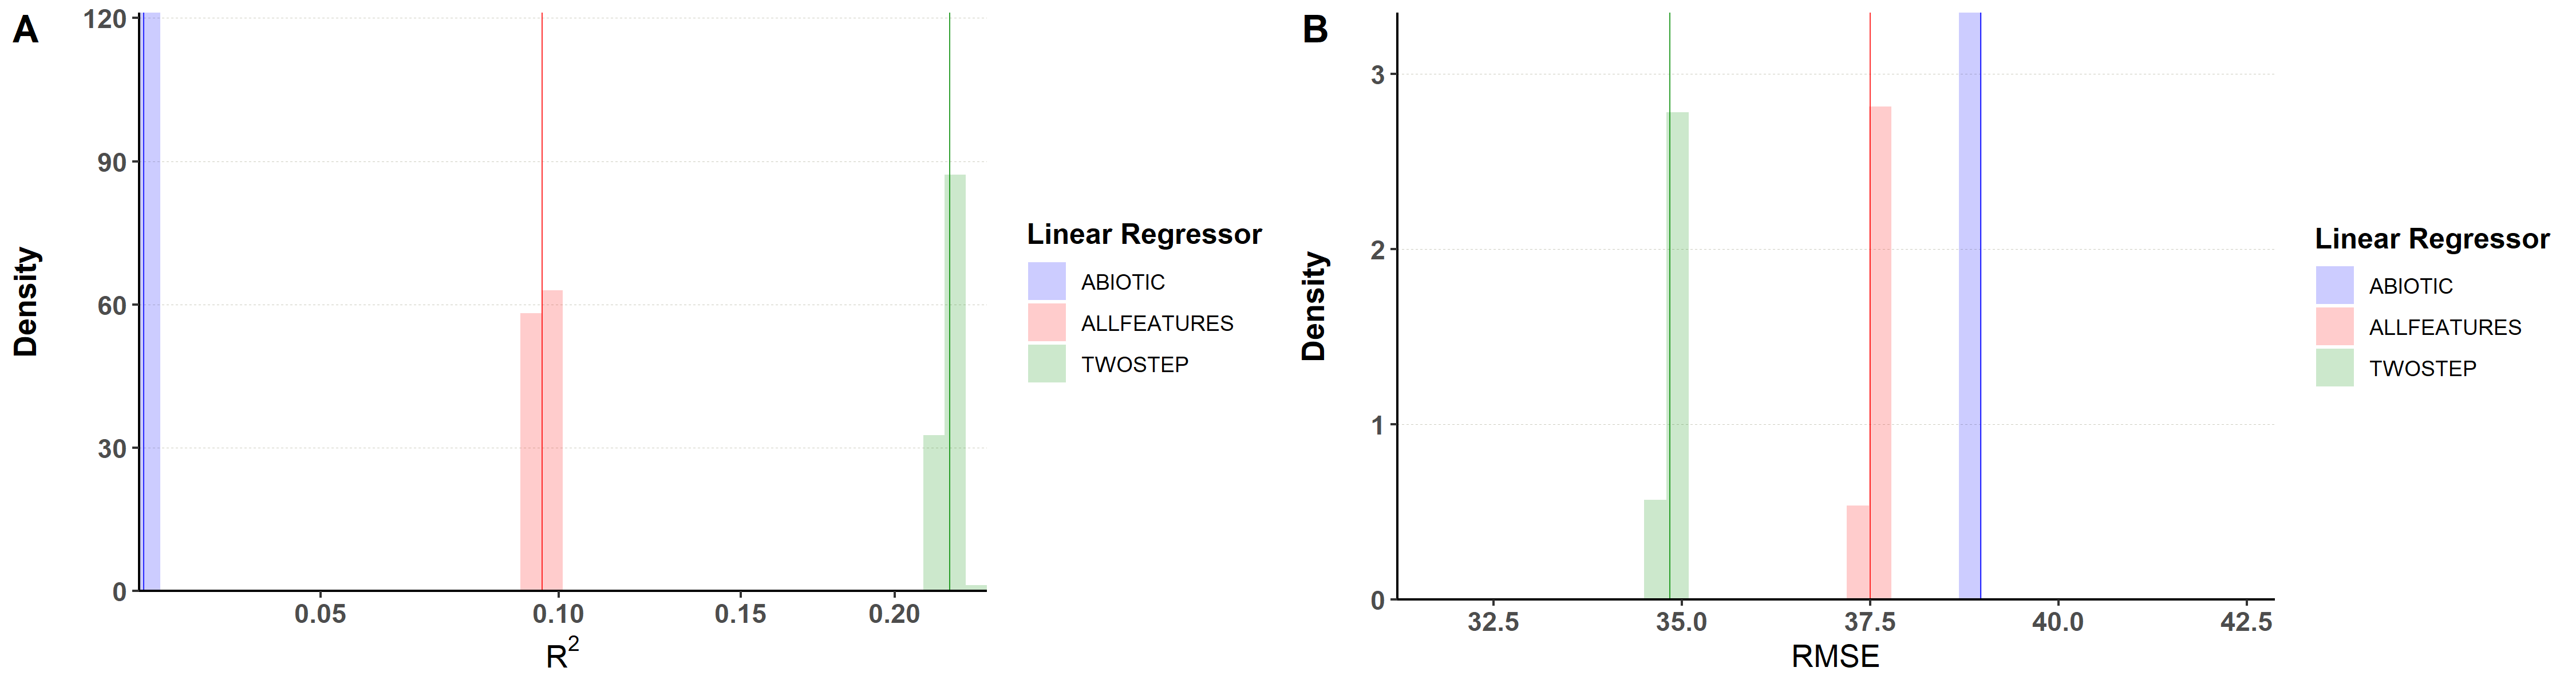 A
Density
120
90
60
30
0
0.05 0.10 0.15 0.20
R²
Linear Regressor
ABIOTIC
ALLFEATURES
TWOSTEP
B
Density
3
2
1
0
32.5 35.0 37.5 40.0 42.5
RMSE
Linear Regressor
ABIOTIC
ALLFEATURES
TWOSTEP